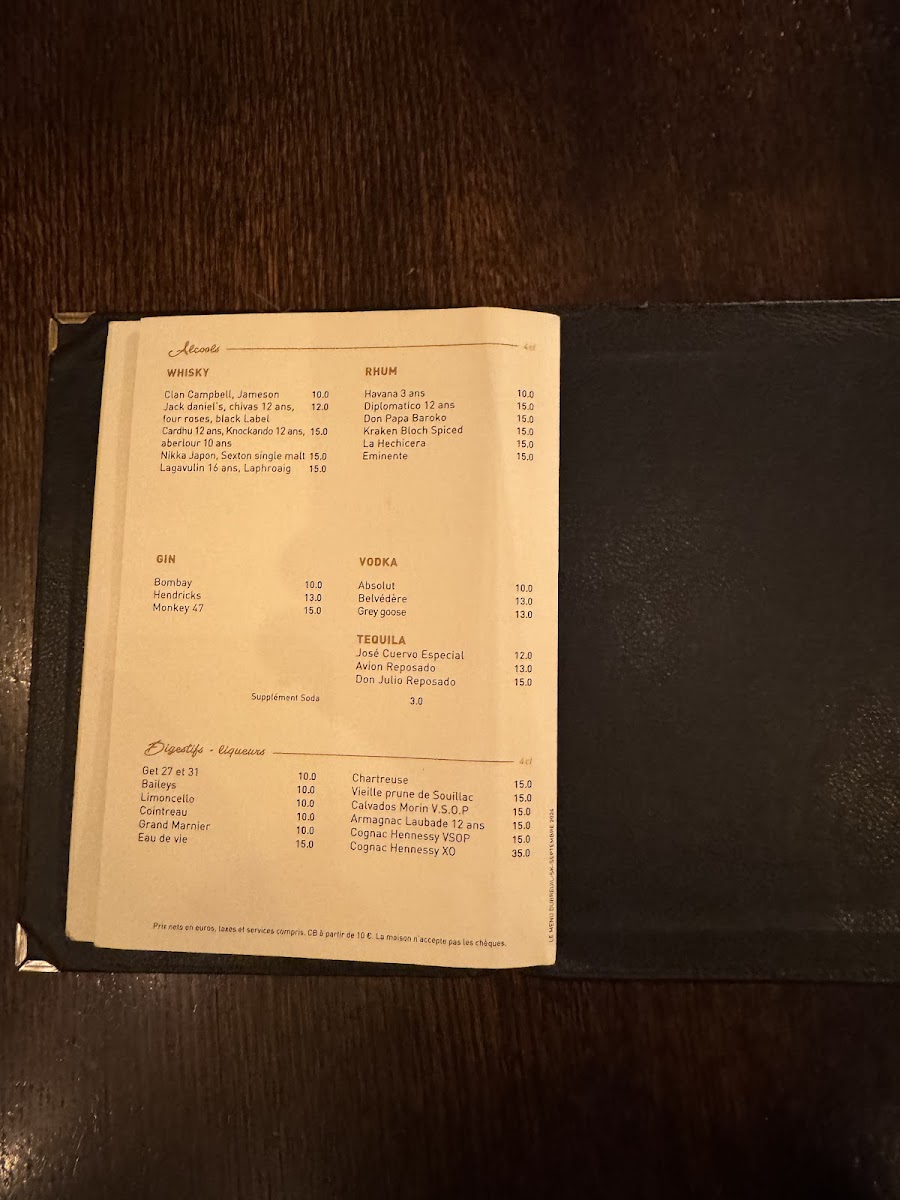 Alcools 4cl
WHISKY
Clan Campbell, Jameson 10.0
Jack daniel's, chivas 12 ans, 12.0
four roses, black Label
Cardhu 12 ans, Knockando 12 ans, 15.0
aberlour 10 ans
Nikka Japon, Sexton single malt 15.0
Lagavulin 16 ans, Laphroaig 15.0
RHUM
Havana 3 ans 10.0
Diplomatico 12 ans 15.0
Don Papa Baroko 15.0
Kraken Bloch Spiced 15.0
La Hechicera 15.0
Eminente 15.0
GIN
Bombay 10.0
Hendricks 13.0
Monkey 47 15.0
VODKA
Absolut 10.0
Belvédère 13.0
Grey goose 13.0
TEQUILA
José Cuervo Especial 12.0
Avion Reposado 13.0
Don Julio Reposado 15.0
Supplément Soda 3.0
Digestifs - liqueurs 4cl
Get 27 et 31 10.0
Baileys 10.0
Limoncello 10.0
Cointreau 10.0
Grand Marnier 10.0
Eau de vie 15.0
Chartreuse 15.0
Vieille prune de Souillac 15.0
Calvados Morin V.S.O.P 15.0
Armagnac Laubade 12 ans 15.0
Cognac Hennessy VSOP 15.0
Cognac Hennessy XO 35.0
Prix nets en euros, taxes et services compris. CB à partir de 10 €. La maison n'accepte pas les chèques.
LE MENU DUBREUIL-SK-SEPTEMBRE 2024